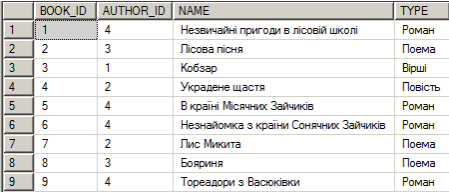 BOOK_ID AUTHOR_ID NAME TYPE
1 1 4 Незвичайні пригоди в лісовій школі Роман
2 2 3 Лісова пісня Поема
3 3 1 Кобзар Вірші
4 4 2 Украдене щастя Повість
5 5 4 В країні Місячних Зайчиків Роман
6 6 4 Незнайомка з країни Сонячних Зайчиків Роман
7 7 2 Лис Микита Поема
8 8 3 Бояриня Поема
9 9 4 Тореадори з Васюківки Роман